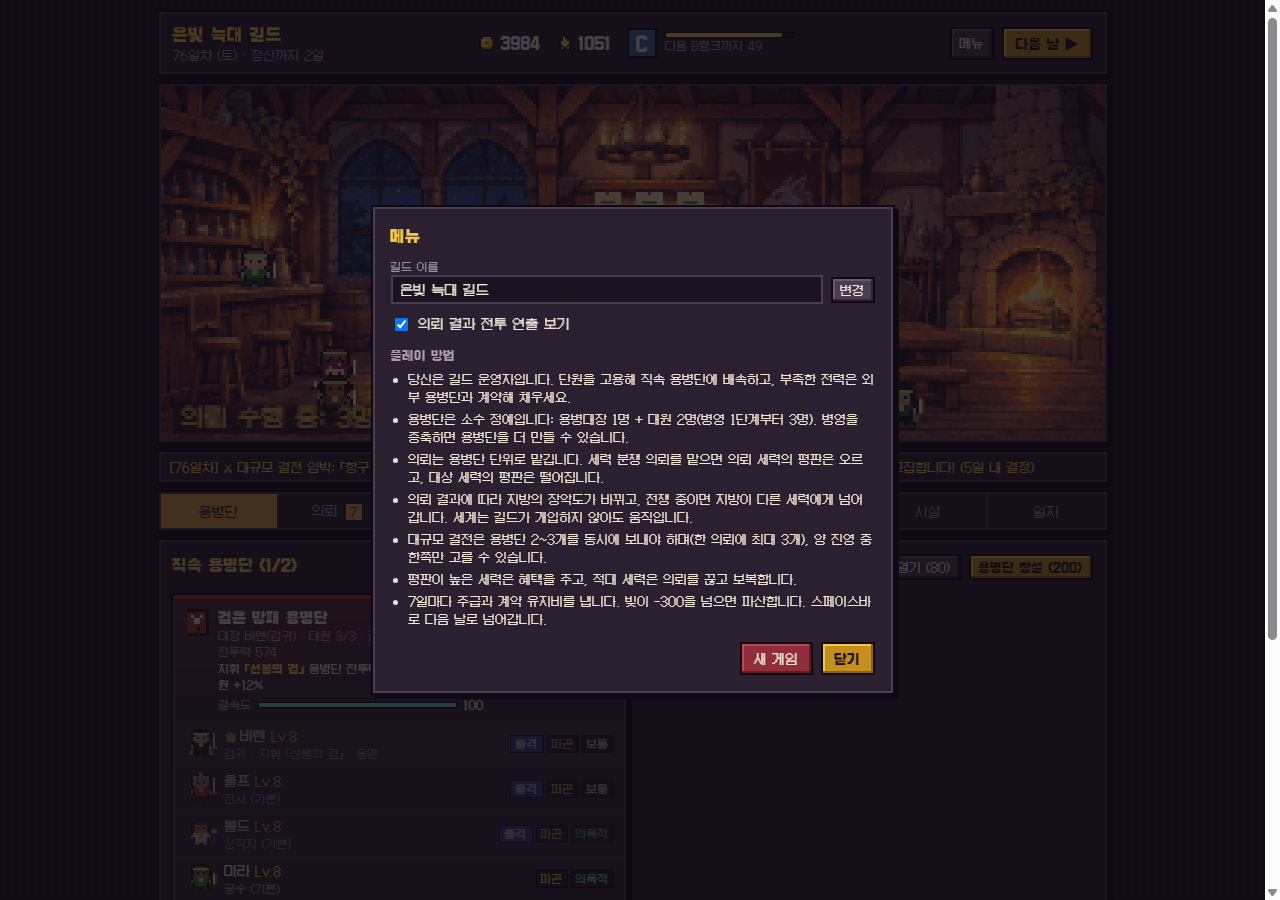 은빛 늑대 길드
76일차 (토) · 정산까지 2일
3984
1051
C
다음 B랭크까지 49
메뉴
다음 날 ▶
의뢰 수행 중: 3명
메뉴
길드 이름
은빛 늑대 길드
변경
의뢰 결과 전투 연출 보기
플레이 방법
• 당신은 길드 운영자입니다. 단원을 고용해 직속 용병단에 배속하고, 부족한 전력은 외
부 용병단과 계약해 채우세요.
• 용병단은 소수 정예입니다: 용병대장 1명 + 대원 2명(병영 1단계부터 3명). 병영을
증축하면 용병단을 더 만들 수 있습니다.
• 의뢰는 용병단 단위로 맡깁니다. 세력 분쟁 의뢰를 맡으면 의뢰 세력의 평판은 오르
고, 대상 세력의 평판은 떨어집니다.
• 의뢰 결과에 따라 지방의 장악도가 바뀌고, 전쟁 중이면 지방이 다른 세력에게 넘어
갑니다. 세계는 길드가 개입하지 않아도 움직입니다.
• 대규모 결전은 용병단 2~3개를 동시에 보내야 하며(한 의뢰에 최대 3개), 양 진영 중
한쪽만 고를 수 있습니다.
• 평판이 높은 세력은 혜택을 주고, 적대 세력은 의뢰를 끊고 보복합니다.
• 7일마다 주급과 계약 유지비를 냅니다. 빚이 -300을 넘으면 파산합니다. 스페이스바
로 다음 날로 넘어갑니다.
새 게임
닫기
[76일차] ⚔ 대규모 결전 임박: 「항구
집합니다! (5일 내 결정)
용병단
의뢰 7
시설
일지
직속 용병단 (1/2)
열기 (80)
용병단 창설 (200)
검은 방패 용병단
대장 비렌(검귀) · 대원 3/3 ·
전투력 574
지휘 「선봉의 검」 용병단 전투
원 +12%
결속도
100
비렌 Lv.8
검귀 · 지휘 「선봉의 검」 · 용맹
출격 피곤 보통
울프 Lv.8
전사 (기본)
출격 피곤 보통
볼드 Lv.8
성직자 (기본)
출격 피곤 의욕적
미라 Lv.8
궁수 (기본)
피곤 의욕적